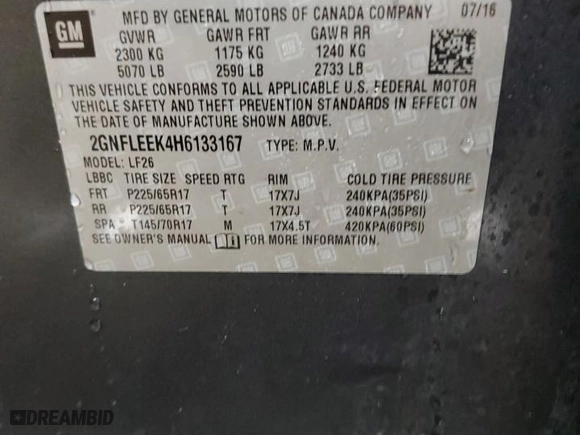 GM
MFD BY GENERAL MOTORS OF CANADA COMPANY 07/16
GVWR GAWR FRT GAWR RR
2300 KG 1175 KG 1240 KG
5070 LB 2590 LB 2733 LB
THIS VEHICLE CONFORMS TO ALL APPLICABLE U.S. FEDERAL MOTOR
VEHICLE SAFETY AND THEFT PREVENTION STANDARDS IN EFFECT ON
THE DATE OF MANUFACTURE SHOWN ABOVE.
2GNFLEEK4H6133167 TYPE: M.P.V.
MODEL: LF26
LBBC TIRE SIZE SPEED RTG RIM COLD TIRE PRESSURE
FRT P225/65R17 T 17X7J 240KPA(35PSI)
RR P225/65R17 T 17X7J 240KPA(35PSI)
SPA T145/70R17 M 17X4.5T 420KPA(60PSI)
SEE OWNER'S MANUAL FOR MORE INFORMATION.
DREAMBID